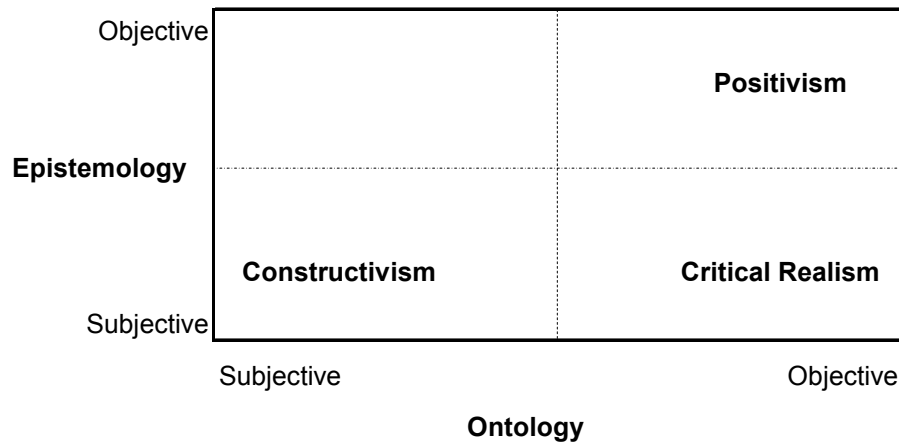 Objective
Positivism
Epistemology
Constructivism
Critical Realism
Subjective
Subjective
Objective
Ontology